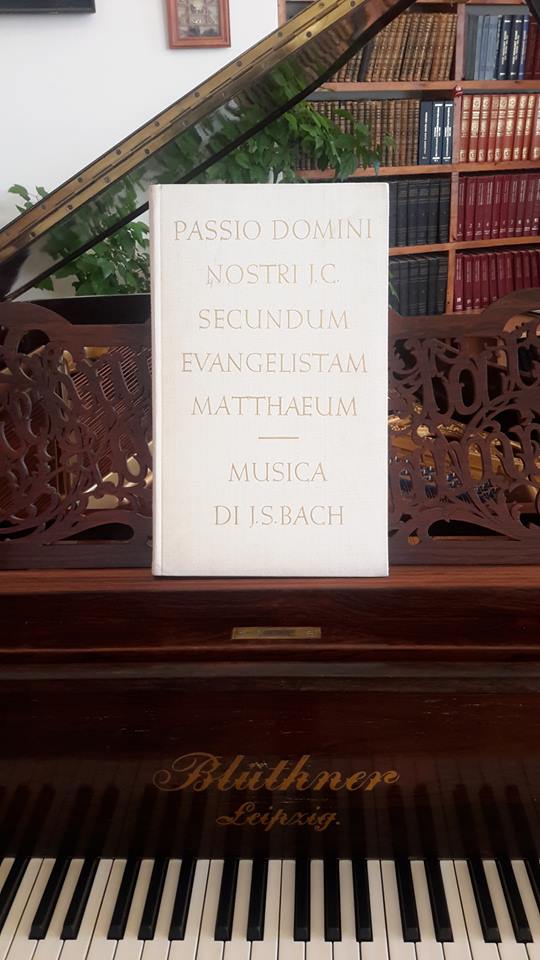 PASSIO DOMINI
NOSTRI J.C.
SECUNDUM
EVANGELISTAM
MATTHAEUM
MUSICA
DI J.S.BACH
Blüthner
Leipzig.